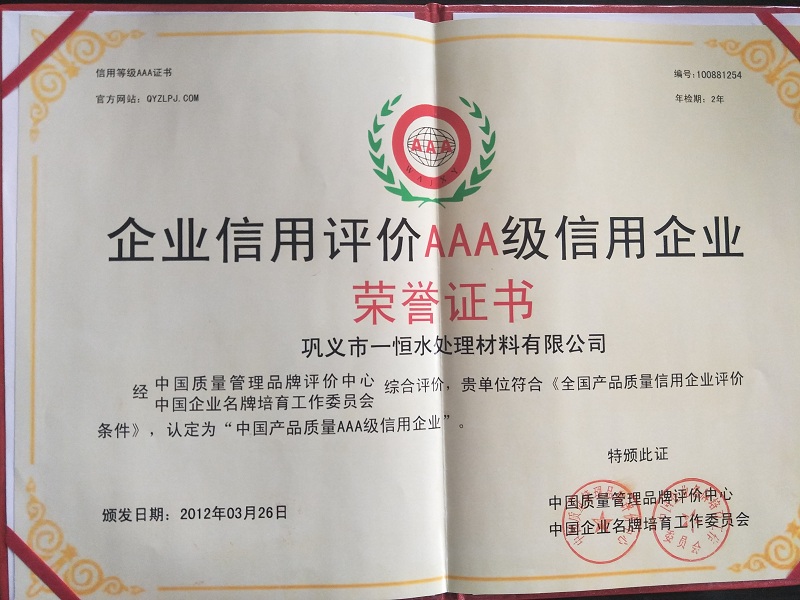 信用等级AAA证书
编号:100881254
官方网站: QYZLPJ.COM
年检期: 2年
AAA
企业信用评价AAA级信用企业
荣誉证书
巩义市一恒水处理材料有限公司
经 中国质量管理品牌评价中心 中国企业名牌培育工作委员会 综合评价,贵单位符合《全国产品质量信用企业评价
条件》,认定为“中国产品质量AAA级信用企业”。
特颁此证
中国质量管理品牌评价中心
颁发日期: 2012年03月26日
中国企业名牌培育工作委员会